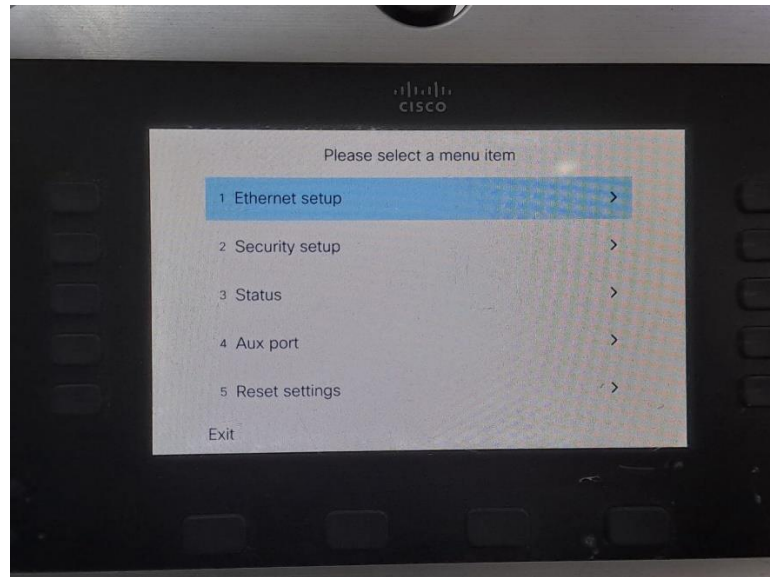 CISCO
Please select a menu item
1 Ethernet setup
2 Security setup
3 Status
4 Aux port
5 Reset settings
Exit